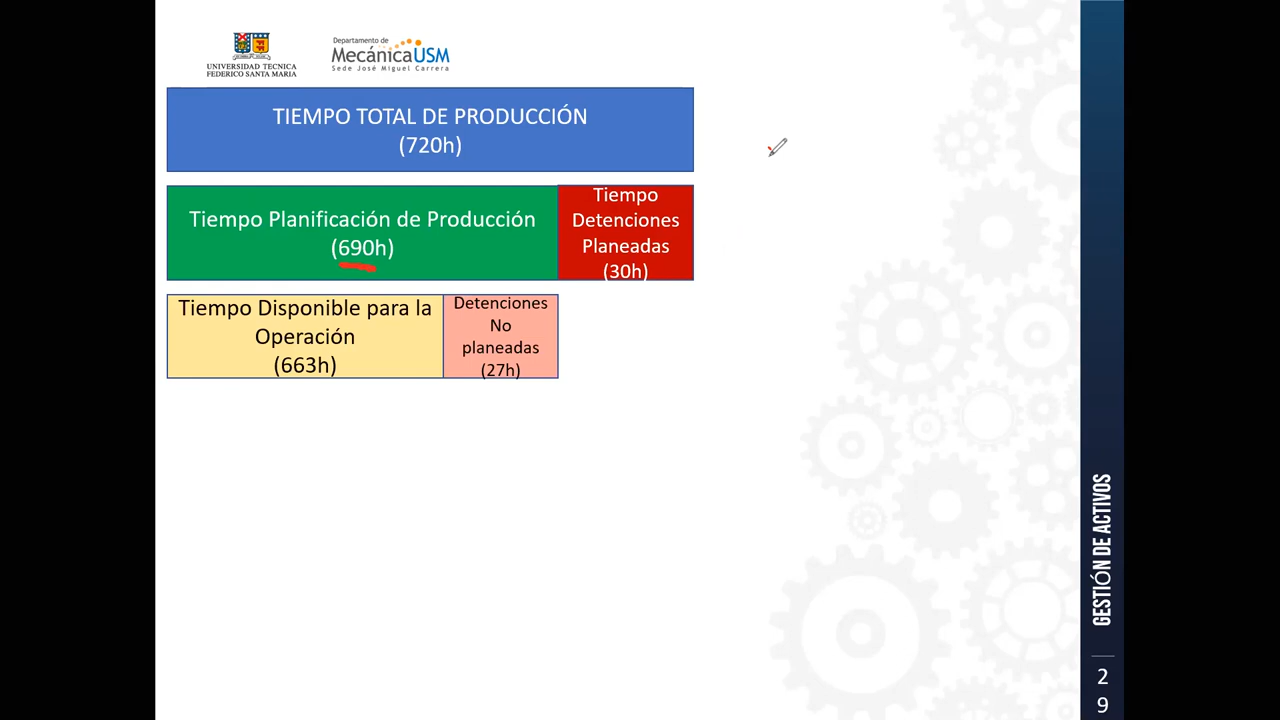 UNIVERSIDAD TECNICA
FEDERICO SANTA MARIA
Departamento de
MecánicaUSM
Sede José Miguel Carrera
TIEMPO TOTAL DE PRODUCCIÓN
(720h)
Tiempo Planificación de Producción
(690h)
Tiempo
Detenciones
Planeadas
(30h)
Tiempo Disponible para la
Operación
(663h)
Detenciones
No
planeadas
(27h)
GESTIÓN DE ACTIVOS
2
9